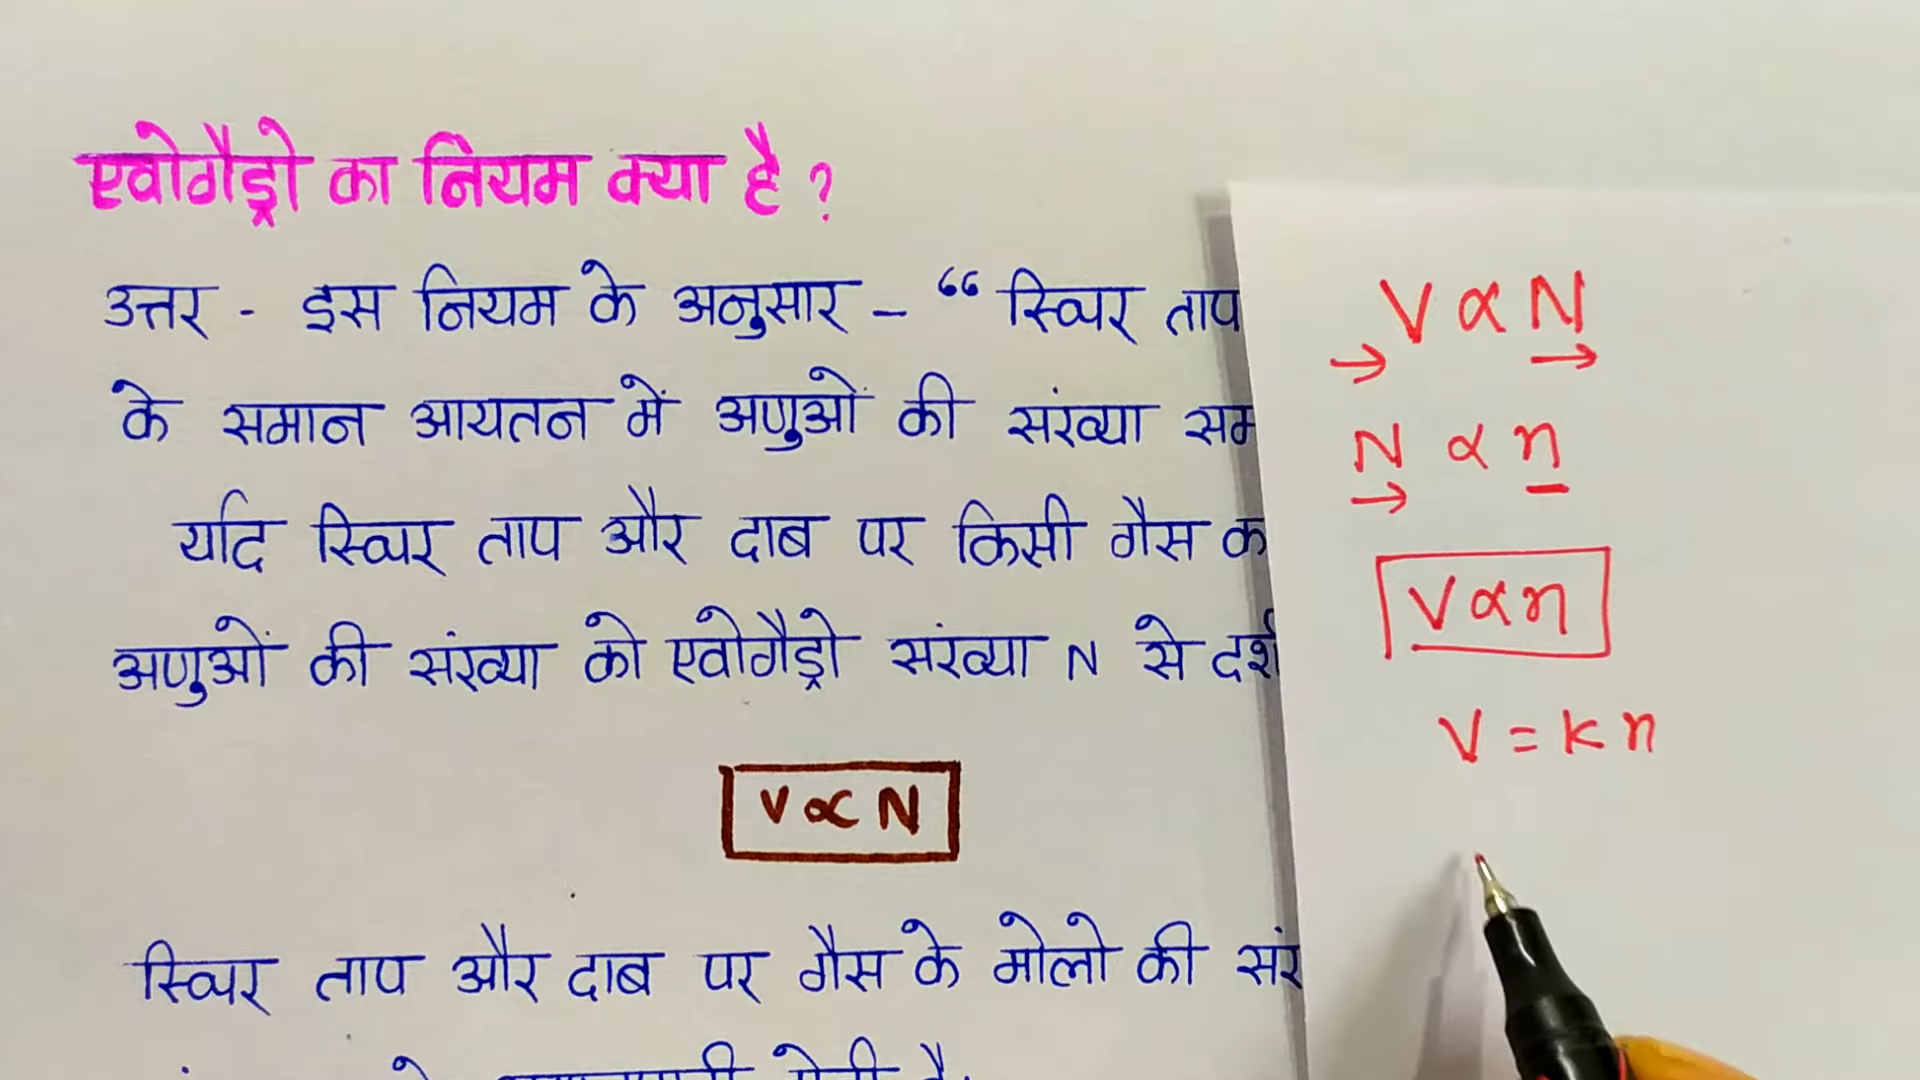 एवोगैड्रो का नियम क्या है ?
उत्तर - इस नियम के अनुसार - “ स्थिर ताप
के समान आयतन में अणुओं की संख्या सम
यदि स्थिर ताप और दाब पर किसी गैस क
अणुओं की संख्या को एवोगैड्रो संख्या N से दर्श
V ∝ N
स्थिर ताप और दाब पर गैस के मोलो की सं
V ∝ N
N ∝ n
V ∝ n
V = K n